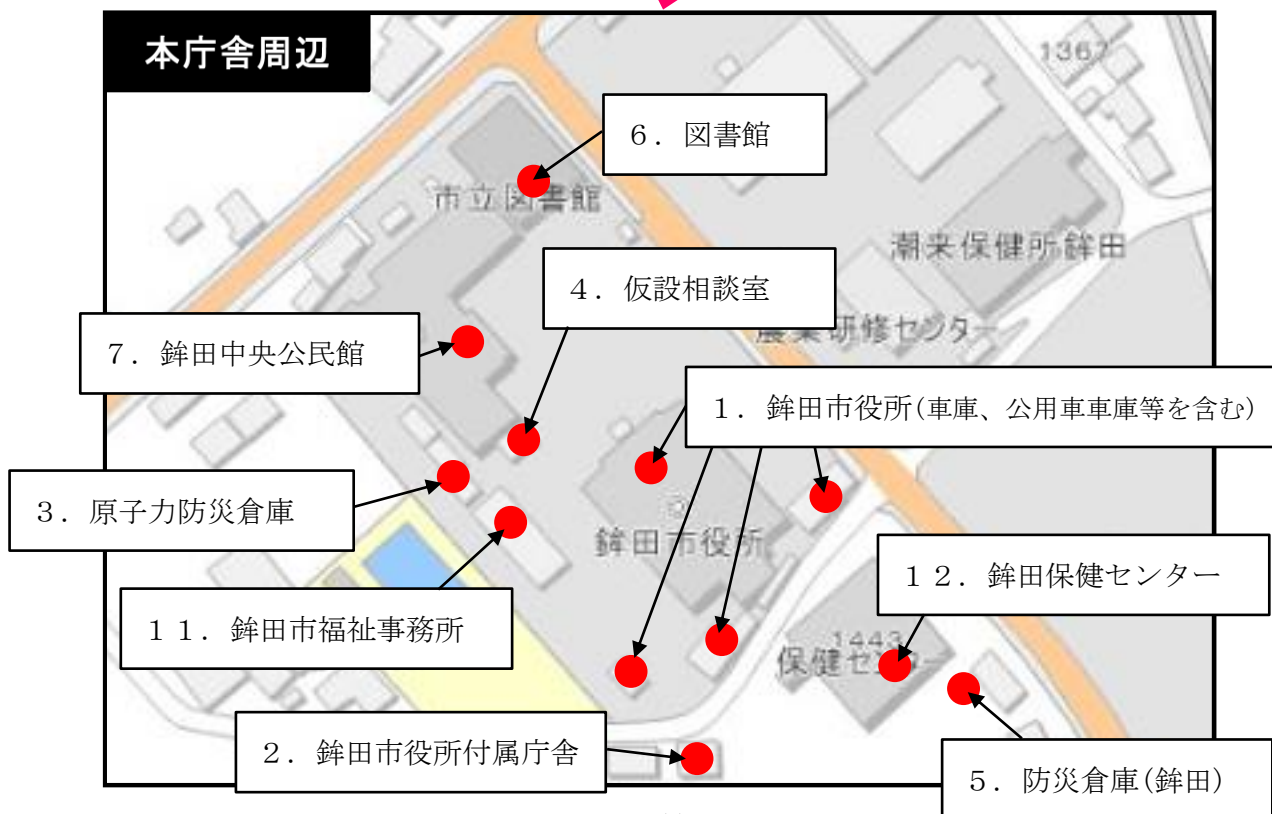 本庁舎周辺
1367
６．図書館
市立図書館
潮来保健所鉾田
４．仮設相談室
農業研修センター
７．鉾田中央公民館
１．鉾田市役所(車庫、公用車車庫等を含む)
３．原子力防災倉庫
鉾田市役所
１２．鉾田保健センター
１１．鉾田市福祉事務所
1443
保健センター
２．鉾田市役所付属庁舎
５．防災倉庫(鉾田)